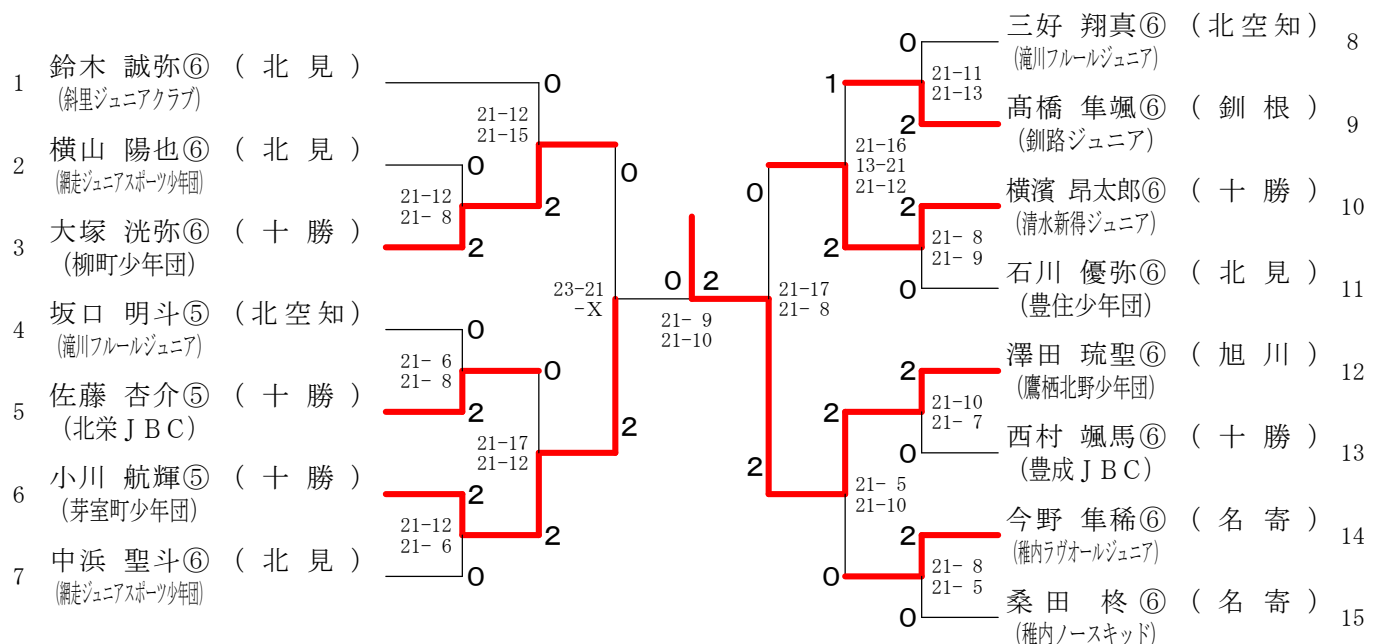 1 鈴木 誠弥⑥ （ 北 見 ）
(斜里ジュニアクラブ)
2 横山 陽也⑥ （ 北 見 ）
(網走ジュニアスポーツ少年団)
3 大塚 洸弥⑥ （ 十 勝 ）
(柳町少年団)
4 坂口 明斗⑤ （北空知）
(滝川フルールジュニア)
5 佐藤 杏介⑤ （ 十 勝 ）
(北栄ＪＢＣ)
6 小川 航輝⑤ （ 十 勝 ）
(芽室町少年団)
7 中浜 聖斗⑥ （ 北 見 ）
(網走ジュニアスポーツ少年団)
0
21-12
21-15
0
21-12
21- 8
2
2
0
0
21- 6
21- 8
2
0
21-17
21-12
2
21-12
21- 6
0
2
23-21
-X
2
0 2
21- 9
21-10
0
21-17
21- 8
2
1
21-16
13-21
21-12
2
0
21-11
21-13
2
2
21- 8
21- 9
0
2
21- 5
21-10
0
2
21-10
21- 7
0
2
21- 8
21- 5
0
三好 翔真⑥ （北空知） 8
(滝川フルールジュニア)
髙橋 隼颯⑥ （ 釧 根 ） 9
(釧路ジュニア)
横濱 昂太郎⑥ （ 十 勝 ） 10
(清水新得ジュニア)
石川 優弥⑥ （ 北 見 ） 11
(豊住少年団)
澤田 琉聖⑥ （ 旭 川 ） 12
(鷹栖北野少年団)
西村 颯馬⑥ （ 十 勝 ） 13
(豊成ＪＢＣ)
今野 隼稀⑥ （ 名 寄 ） 14
(稚内ラヴオールジュニア)
桑田 柊⑥ （ 名 寄 ） 15
(稚内ノースキッド)